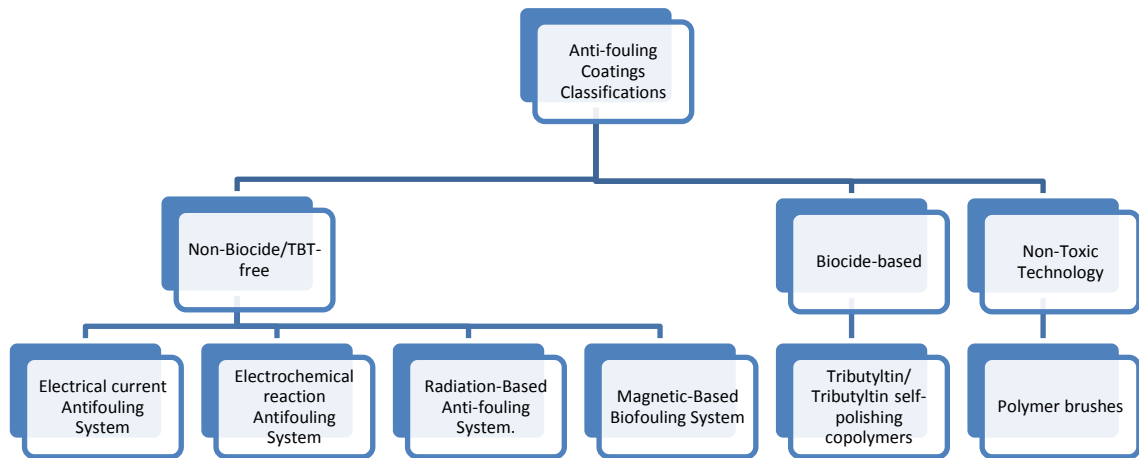 Anti-fouling
Coatings
Classifications
Non-Biocide/TBT-
free
Biocide-based
Non-Toxic
Technology
Electrical current
Antifouling
System
Electrochemical
reaction
Antifouling
System
Radiation-Based
Anti-fouling
System.
Magnetic-Based
Biofouling System
Tributyltin/
Tributyltin self-
polishing
copolymers
Polymer brushes